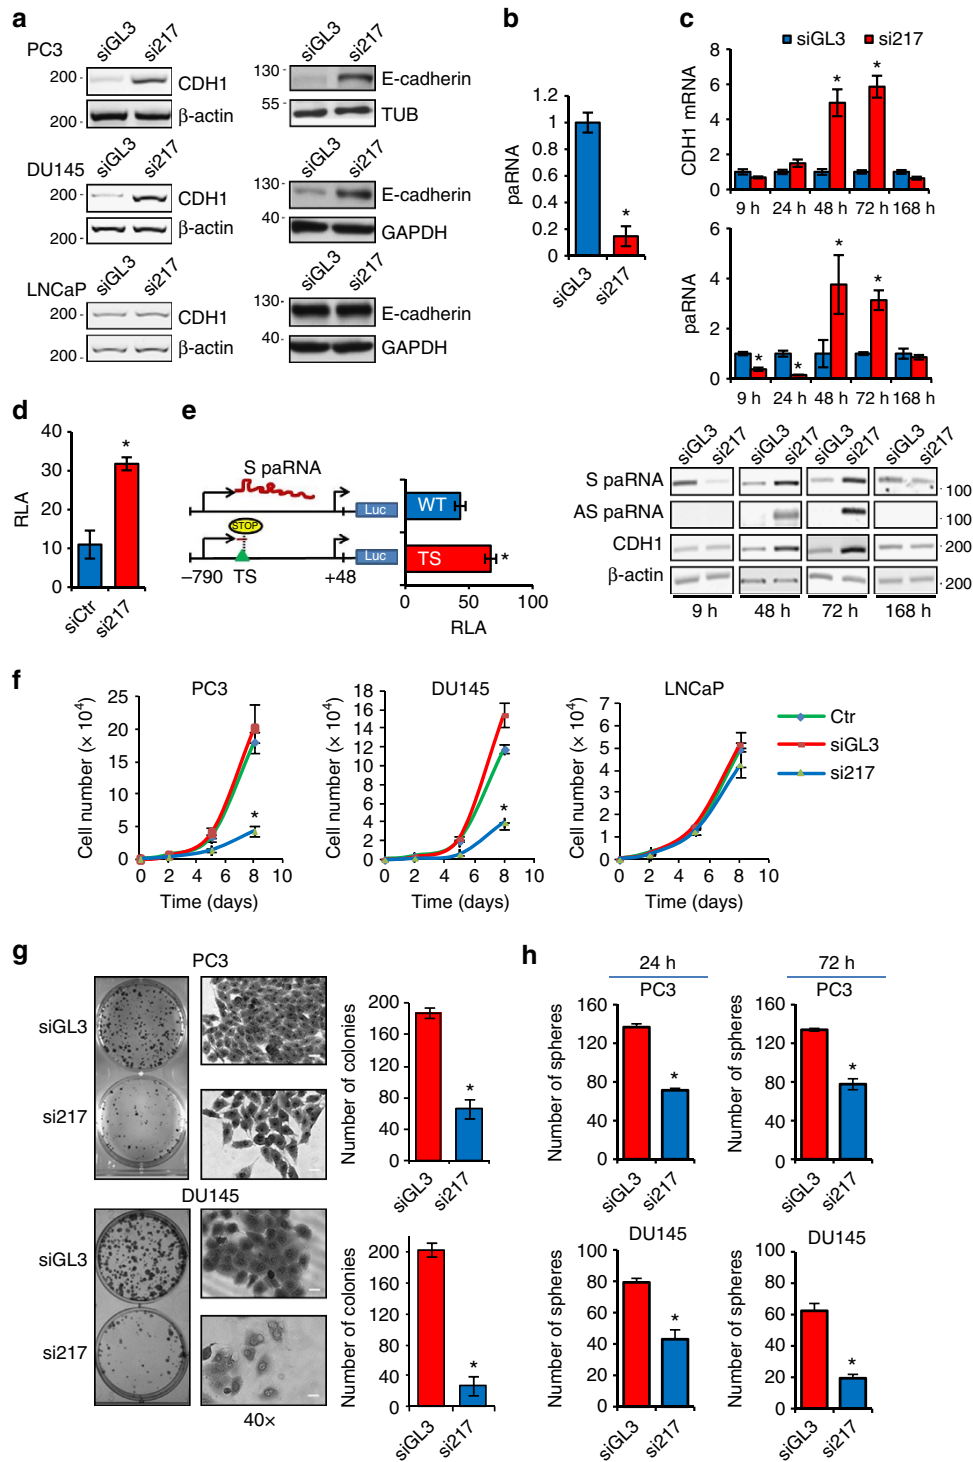 a
PC3
siGL3 si217
200 - CDH1
200 - β-actin
siGL3 si217
130 - E-cadherin
55 - TUB
DU145
siGL3 si217
200 - CDH1
200 - β-actin
siGL3 si217
130 - E-cadherin
40 - GAPDH
LNCaP
siGL3 si217
200 - CDH1
200 - β-actin
siGL3 si217
130 - E-cadherin
40 - GAPDH
b
paRNA
1.2
1
0.8
0.6
0.4
0.2
0
*
siGL3 si217
c
siGL3 si217
CDH1 mRNA
8
6
4
2
0
* *
9 h 24 h 48 h 72 h 168 h
paRNA
6
4
2
0
* * * *
9 h 24 h 48 h 72 h 168 h
siGL3 si217 siGL3 si217 siGL3 si217 siGL3 si217
S paRNA - 100
AS paRNA - 100
CDH1 - 200
β-actin - 200
9 h 48 h 72 h 168 h
d
RLA
40
30
20
10
0
*
siCtr si217
e
S paRNA
Luc
WT
STOP
Luc
TS *
–790 TS +48
0 50 100
RLA
f
PC3
Cell number (× 10⁴)
25
20
15
10
5
0
*
0 2 4 6 8 10
Time (days)
DU145
Cell number (× 10⁴)
18
16
14
12
10
8
6
4
2
0
*
0 2 4 6 8 10
Time (days)
LNCaP
Cell number (× 10⁴)
7
6
5
4
3
2
1
0
0 2 4 6 8 10
Time (days)
Ctr
siGL3
si217
g
PC3
siGL3
si217
Number of colonies
200
160
120
80
40
0
*
siGL3 si217
DU145
siGL3
si217
40×
Number of colonies
200
160
120
80
40
0
*
siGL3 si217
h
24 h
PC3
Number of spheres
160
120
80
40
0
*
siGL3 si217
72 h
PC3
Number of spheres
160
120
80
40
0
*
siGL3 si217
DU145
Number of spheres
100
80
60
40
20
0
*
siGL3 si217
DU145
Number of spheres
100
80
60
40
20
0
*
siGL3 si217